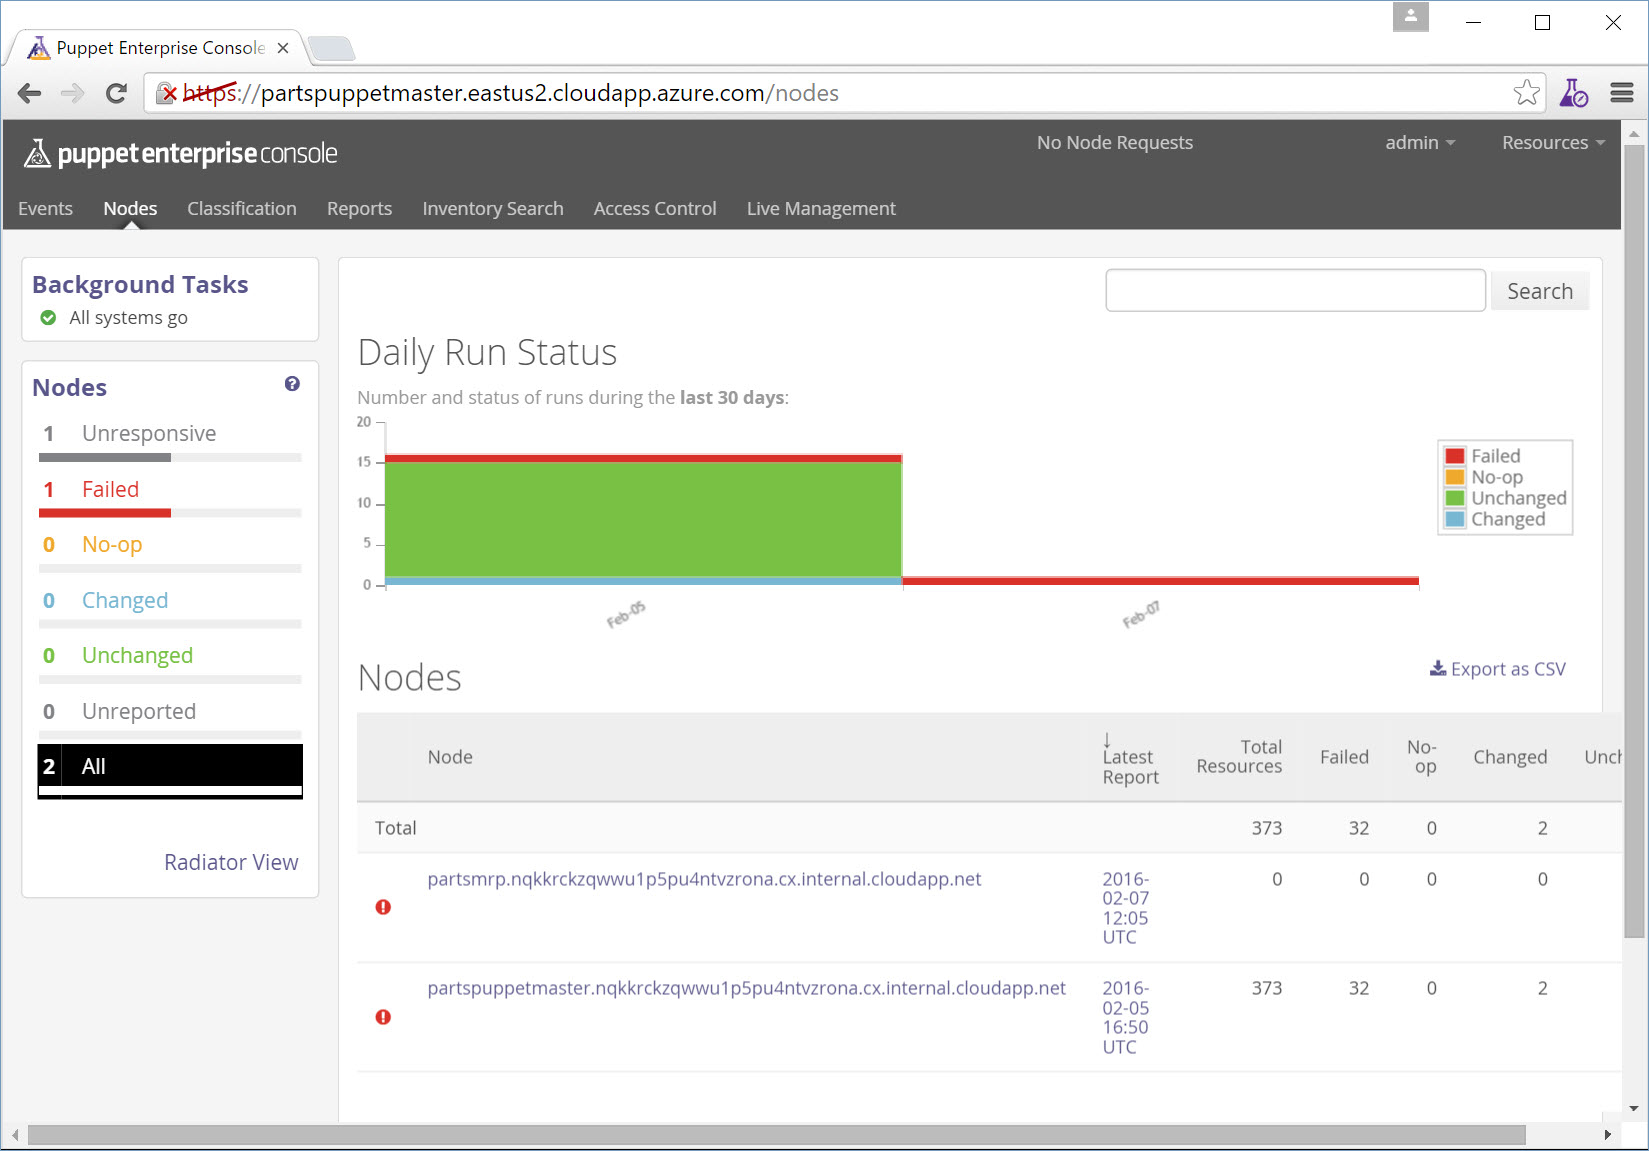 Puppet Enterprise Console
https://partspuppetmaster.eastus2.cloudapp.azure.com/nodes
puppet enterprise console
No Node Requests
admin
Resources
Events Nodes Classification Reports Inventory Search Access Control Live Management
Background Tasks
All systems go
Nodes
?
1 Unresponsive
1 Failed
0 No-op
0 Changed
0 Unchanged
0 Unreported
2 All
Radiator View
Search
Daily Run Status
Number and status of runs during the last 30 days:
20
15
10
5
0
Feb-05
Feb-07
Failed
No-op
Unchanged
Changed
Nodes
Export as CSV
Node
↓
Latest
Report
Total
Resources
Failed
No-
op
Changed
Unch
Total 373 32 0 2
partsmrp.nqkkrckzqwwu1p5pu4ntvzrona.cx.internal.cloudapp.net
2016-
02-07
12:05
UTC
0 0 0 0
partspuppetmaster.nqkkrckzqwwu1p5pu4ntvzrona.cx.internal.cloudapp.net
2016-
02-05
16:50
UTC
373 32 0 2